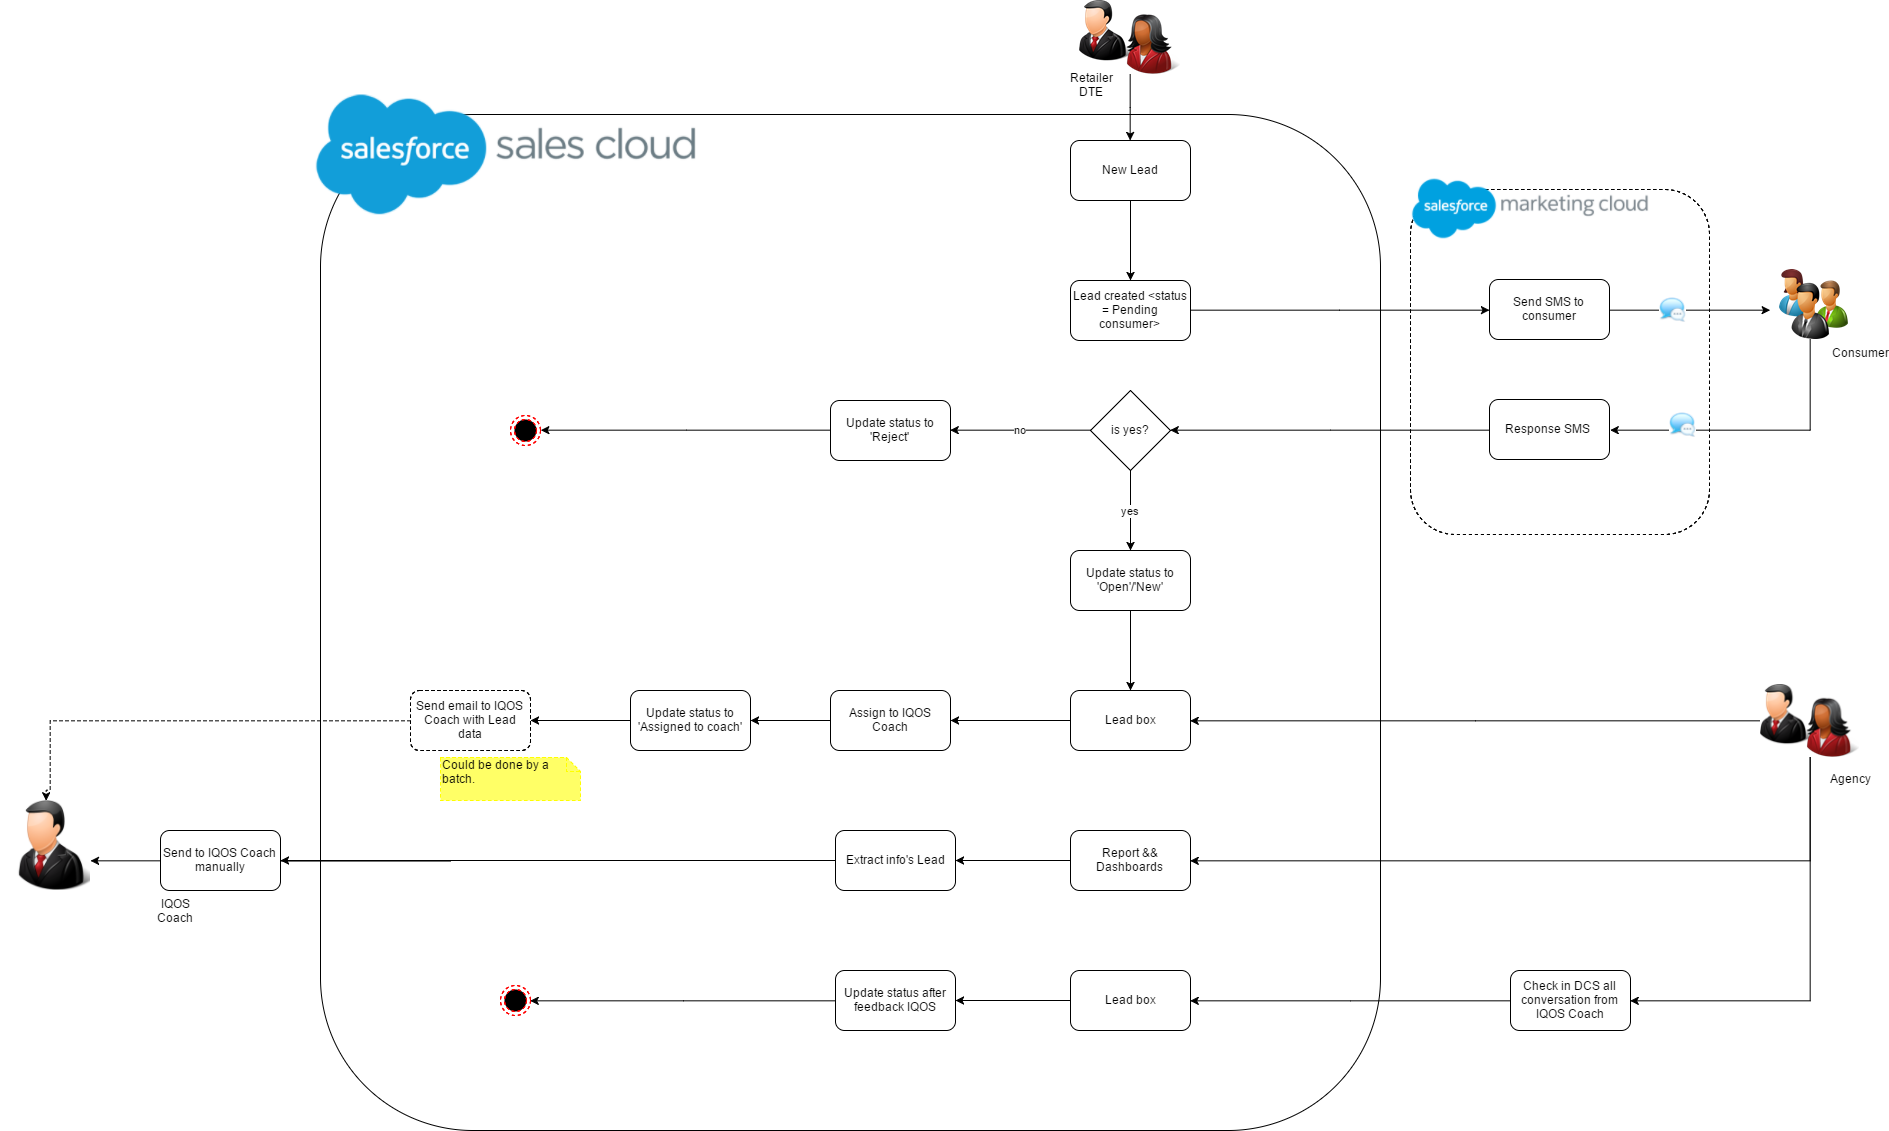 Retailer
DTE
salesforce
sales cloud
New Lead
salesforce
marketing cloud
Lead created <status
= Pending
consumer>
Send SMS to
consumer
Consumer
Update status to
'Reject'
no
is yes?
Response SMS
yes
Update status to
'Open'/'New'
Send email to IQOS
Coach with Lead
data
Update status to
'Assigned to coach'
Assign to IQOS
Coach
Lead box
Could be done by a
batch.
Agency
Send to IQOS Coach
manually
Extract info's Lead
Report &&
Dashboards
IQOS
Coach
Update status after
feedback IQOS
Lead box
Check in DCS all
conversation from
IQOS Coach